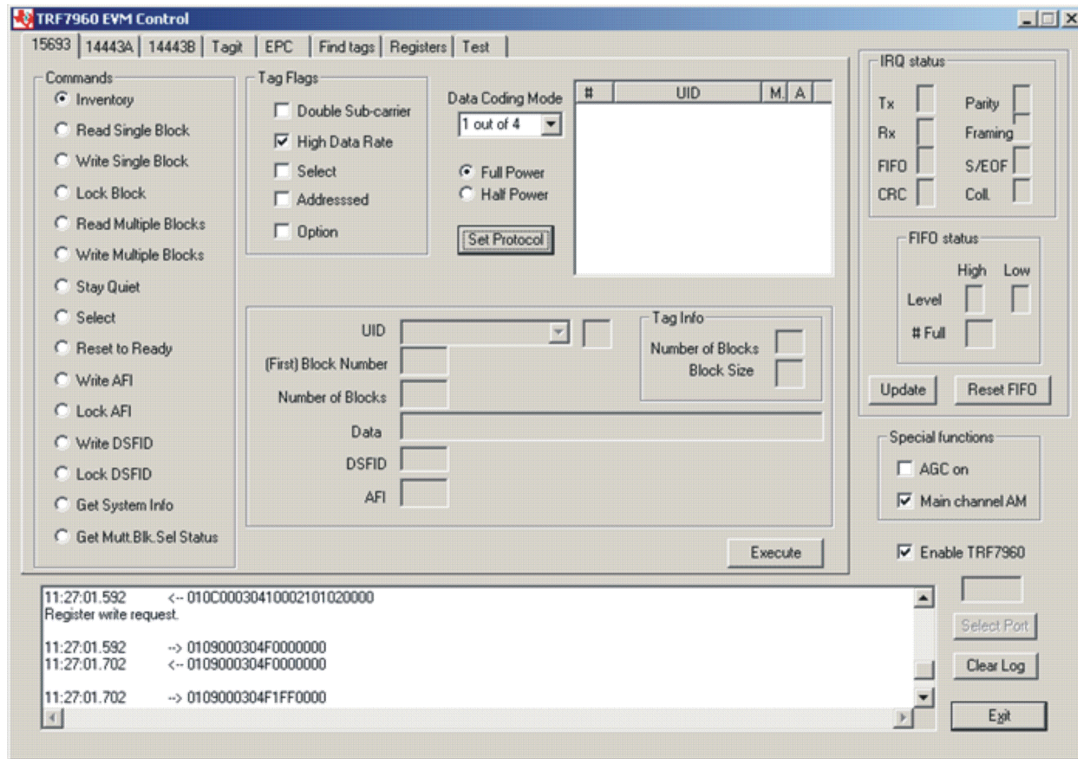 TRF7960 EVM Control
15693 14443A 14443B Tagit EPC Find tags Registers Test
Commands
Inventory
Read Single Block
Write Single Block
Lock Block
Read Multiple Blocks
Write Multiple Blocks
Stay Quiet
Select
Reset to Ready
Write AFI
Lock AFI
Write DSFID
Lock DSFID
Get System Info
Get Mutt.Blk.Sel Status
Tag Flags
Double Sub-carrier
High Data Rate
Select
Addresssed
Option
Data Coding Mode
1 out of 4
Full Power
Half Power
Set Protocol
# UID M. A
UID
(First) Block Number
Number of Blocks
Data
DSFID
AFI
Tag Info
Number of Blocks
Block Size
Execute
IRQ status
Tx Parity
Rx Framing
FIFO S/EOF
CRC Coll.
FIFO status
High Low
Level
# Full
Update Reset FIFO
Special functions
AGC on
Main channel AM
Enable TRF7960
Select Port
Clear Log
Exit
11:27:01.592 <-- 010C00030410002101020000
Register write request.
11:27:01.592 --> 0109000304F0000000
11:27:01.702 <-- 0109000304F0000000
11:27:01.702 --> 0109000304F1FF0000